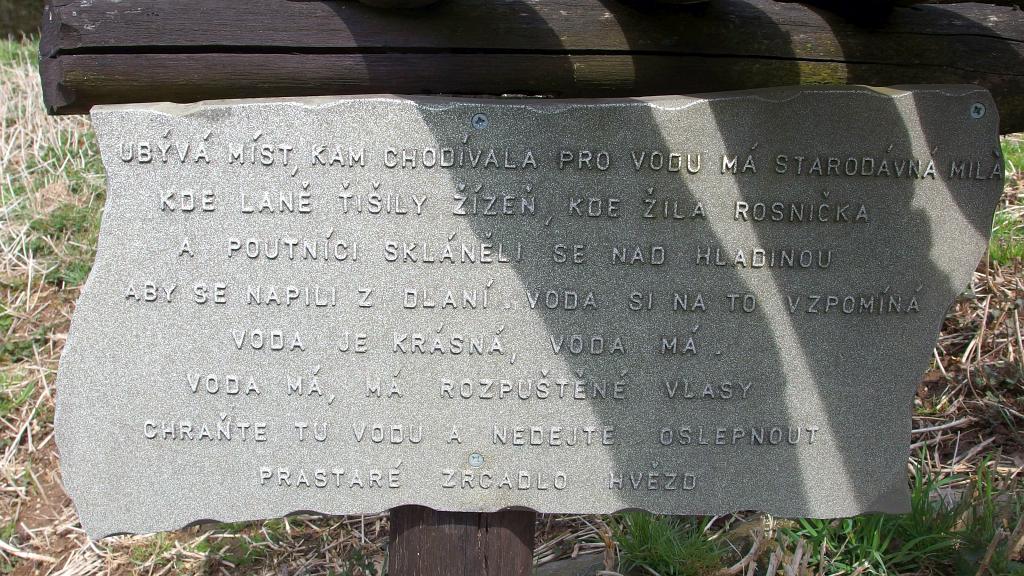 UBÝVÁ MÍST, KAM CHODÍVALA PRO VODU MÁ STARODÁVNÁ MILÁ
KDE LANĚ TIŠILY ŽÍZEŇ, KDE ŽILA ROSNIČKA
A POUTNÍCI SKLÁNĚLI SE NAD HLADINOU
ABY SE NAPILI Z DLANÍ. VODA SI NA TO VZPOMÍNÁ
VODA JE KRÁSNÁ, VODA MÁ.
VODA MÁ, MÁ ROZPUŠTĚNÉ VLASY
CHRAŇTE TU VODU A NEDEJTE OSLEPNOUT
PRASTARÉ ZRCADLO HVĚZD